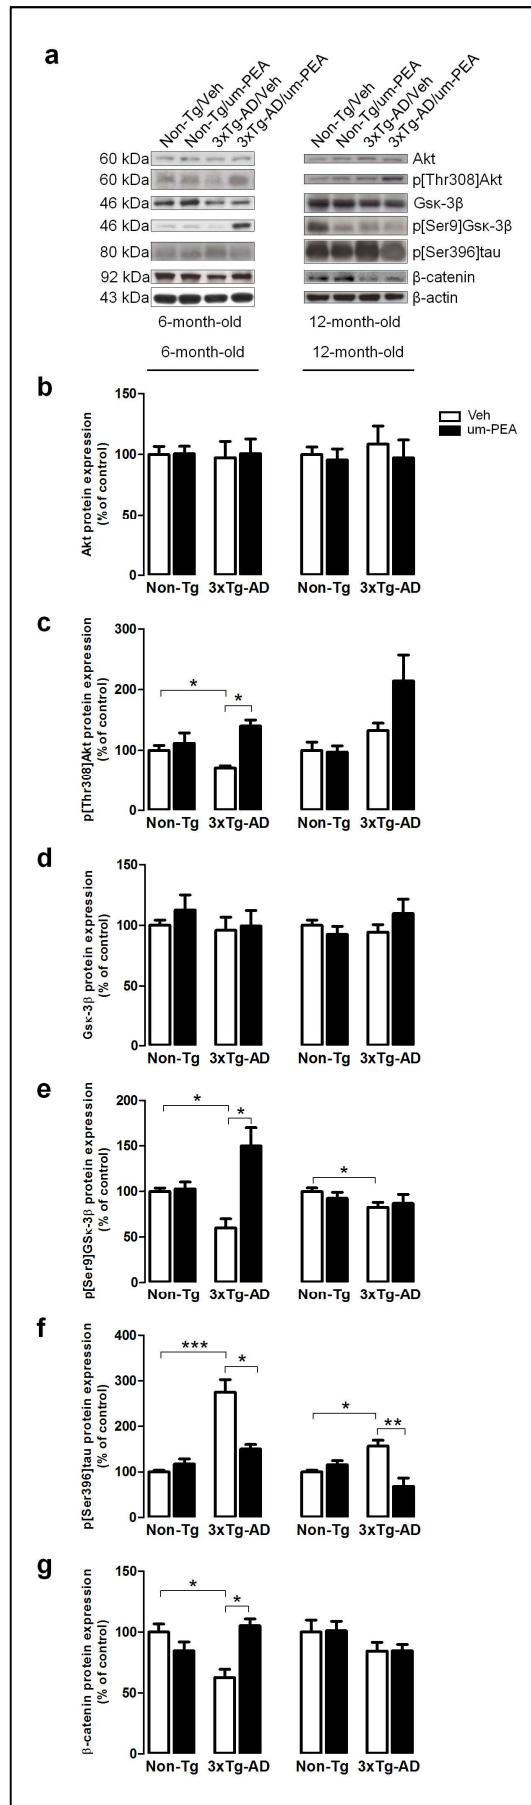 a
Non-Tg/Veh
Non-Tg/um-PEA
3xTg-AD/Veh
3xTg-AD/um-PEA
Non-Tg/Veh
Non-Tg/um-PEA
3xTg-AD/Veh
3xTg-AD/um-PEA
60 kDa Akt
60 kDa p[Thr308]Akt
46 kDa Gsκ-3β
46 kDa p[Ser9]Gsκ-3β
80 kDa p[Ser396]tau
92 kDa β-catenin
43 kDa β-actin
6-month-old 12-month-old
6-month-old 12-month-old
b
Akt protein expression
(% of control)
150
100
50
0
Non-Tg 3xTg-AD Non-Tg 3xTg-AD
Veh
um-PEA
c
p[Thr308]Akt protein expression
(% of control)
300
200
100
0
* *
Non-Tg 3xTg-AD Non-Tg 3xTg-AD
d
Gsκ-3β protein expression
(% of control)
150
100
50
0
Non-Tg 3xTg-AD Non-Tg 3xTg-AD
e
p[Ser9]GSκ-3β protein expression
(% of control)
200
150
100
50
0
* * *
Non-Tg 3xTg-AD Non-Tg 3xTg-AD
f
p[Ser396]tau protein expression
(% of control)
400
300
200
100
0
*** * * **
Non-Tg 3xTg-AD Non-Tg 3xTg-AD
g
β-catenin protein expression
(% of control)
150
100
50
0
* *
Non-Tg 3xTg-AD Non-Tg 3xTg-AD